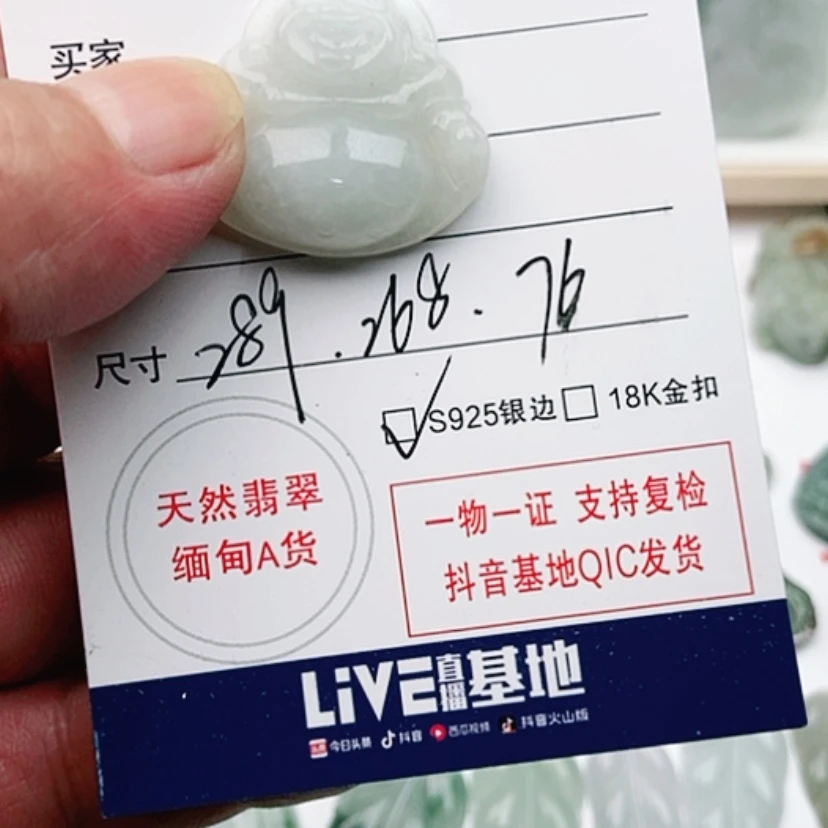 买家
尺寸 289.268.76
S925银边 18K金扣
天然翡翠
缅甸A货
一物一证 支持复检
抖音基地QIC发货
LiVE直播基地
今日头条 抖音 西瓜视频 抖音火山版